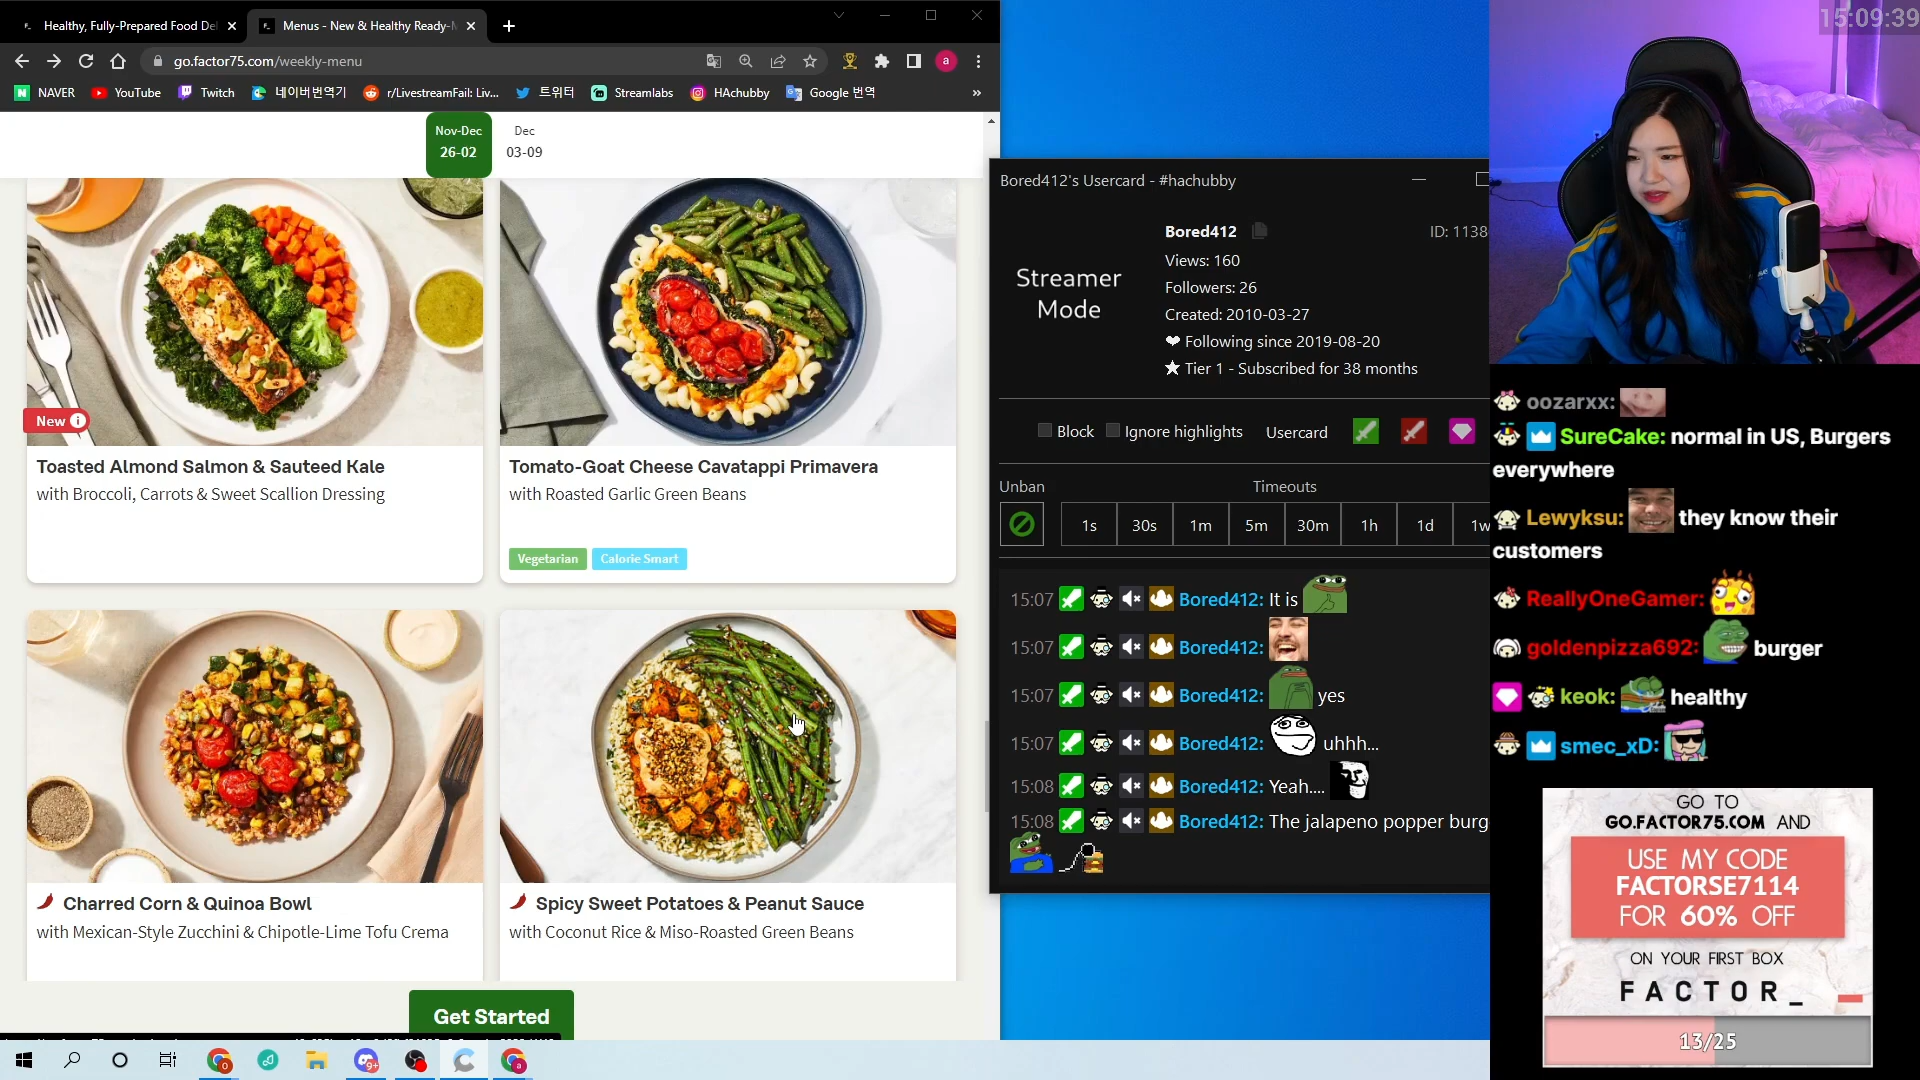 Healthy, Fully-Prepared Food Del
Menus - New & Healthy Ready-M
go.factor75.com/weekly-menu
NAVER
YouTube
Twitch
네이버번역기
r/LivestreamFail: Liv...
트위터
Streamlabs
HAchubby
Google 번역
»
Nov-Dec
26-02
Dec
03-09
New
Toasted Almond Salmon & Sauteed Kale
with Broccoli, Carrots & Sweet Scallion Dressing
Tomato-Goat Cheese Cavatappi Primavera
with Roasted Garlic Green Beans
Vegetarian
Calorie Smart
Charred Corn & Quinoa Bowl
with Mexican-Style Zucchini & Chipotle-Lime Tofu Crema
Spicy Sweet Potatoes & Peanut Sauce
with Coconut Rice & Miso-Roasted Green Beans
Get Started
Bored412's Usercard - #hachubby
Streamer
Mode
Bored412
ID: 1138
Views: 160
Followers: 26
Created: 2010-03-27
Following since 2019-08-20
Tier 1 - Subscribed for 38 months
Block
Ignore highlights
Usercard
Unban
Timeouts
1s
30s
1m
5m
30m
1h
1d
1w
15:07 Bored412: It is
15:07 Bored412:
15:07 Bored412: yes
15:07 Bored412: uhhh...
15:08 Bored412: Yeah....
15:08 Bored412: The jalapeno popper burg
15:09:39
oozarxx:
SureCake: normal in US, Burgers
everywhere
Lewyksu: they know their
customers
ReallyOneGamer:
goldenpizza692: burger
keok: healthy
smec_xD:
GO TO
GO.FACTOR75.COM AND
USE MY CODE
FACTORSE7114
FOR 60% OFF
ON YOUR FIRST BOX
FACTOR_
13/25